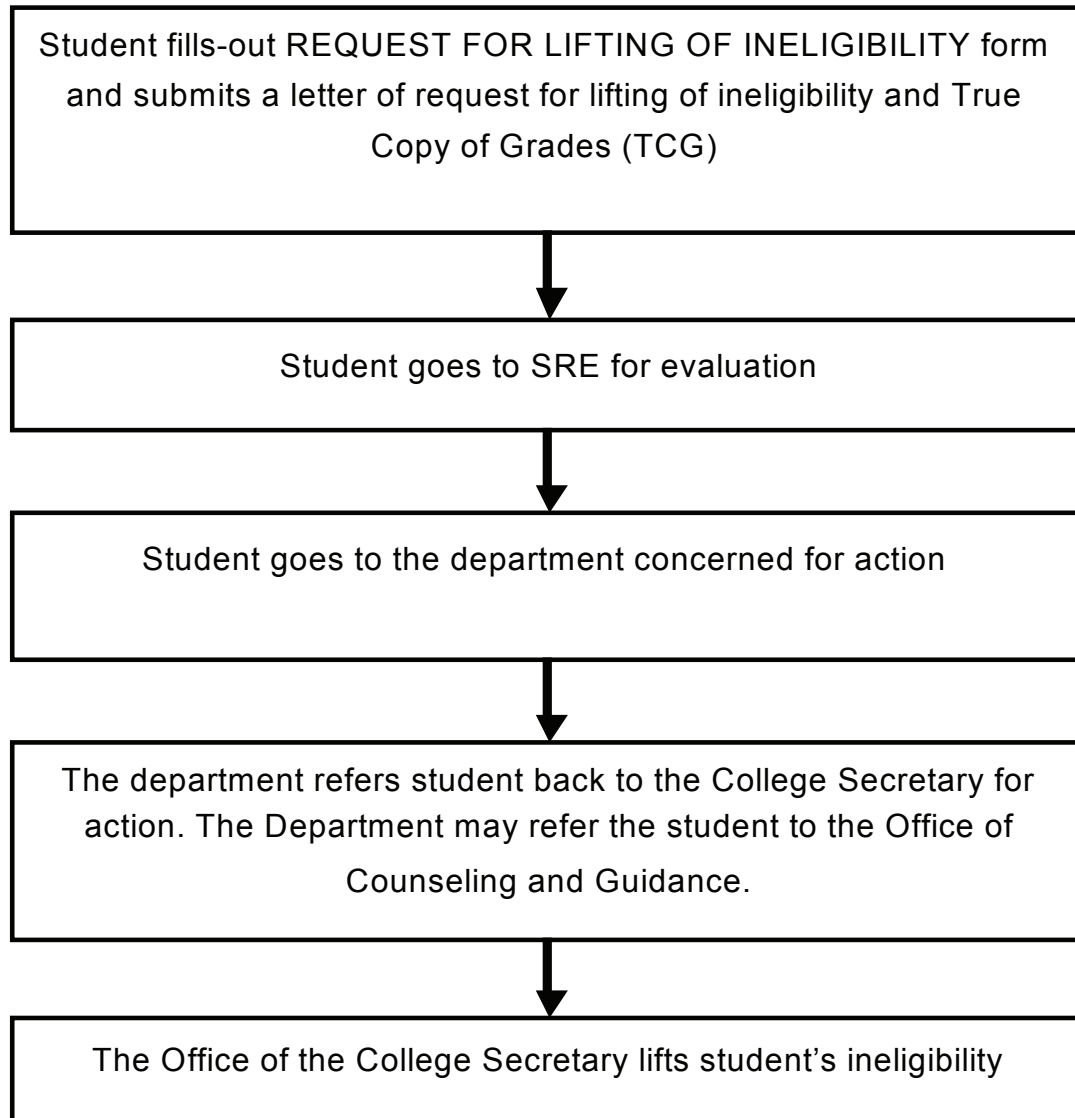 Student fills-out REQUEST FOR LIFTING OF INELIGIBILITY form
and submits a letter of request for lifting of ineligibility and True
Copy of Grades (TCG)
Student goes to SRE for evaluation
Student goes to the department concerned for action
The department refers student back to the College Secretary for
action. The Department may refer the student to the Office of
Counseling and Guidance.
The Office of the College Secretary lifts student’s ineligibility